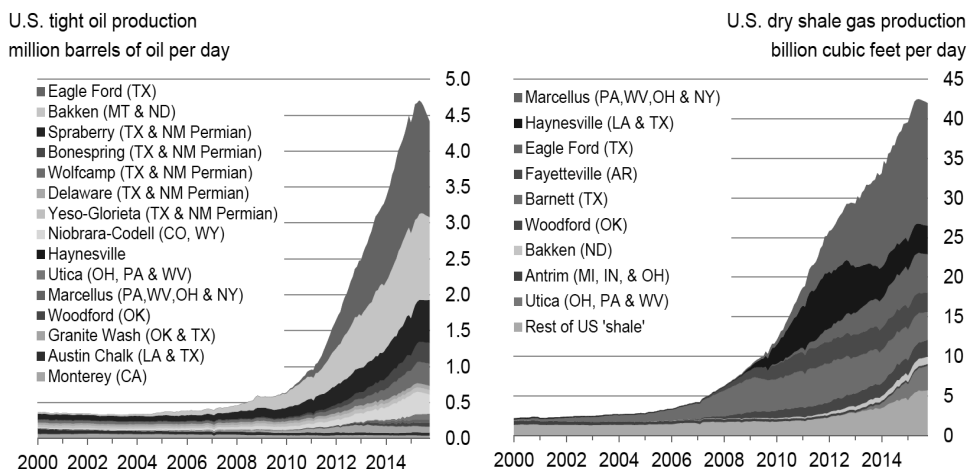 U.S. tight oil production
million barrels of oil per day
5.0
4.5
4.0
3.5
3.0
2.5
2.0
1.5
1.0
0.5
0.0
Eagle Ford (TX)
Bakken (MT & ND)
Spraberry (TX & NM Permian)
Bonespring (TX & NM Permian)
Wolfcamp (TX & NM Permian)
Delaware (TX & NM Permian)
Yeso-Glorieta (TX & NM Permian)
Niobrara-Codell (CO, WY)
Haynesville
Utica (OH, PA & WV)
Marcellus (PA,WV,OH & NY)
Woodford (OK)
Granite Wash (OK & TX)
Austin Chalk (LA & TX)
Monterey (CA)
2000 2002 2004 2006 2008 2010 2012 2014
U.S. dry shale gas production
billion cubic feet per day
45
40
35
30
25
20
15
10
5
0
Marcellus (PA,WV,OH & NY)
Haynesville (LA & TX)
Eagle Ford (TX)
Fayetteville (AR)
Barnett (TX)
Woodford (OK)
Bakken (ND)
Antrim (MI, IN, & OH)
Utica (OH, PA & WV)
Rest of US 'shale'
2000 2002 2004 2006 2008 2010 2012 2014